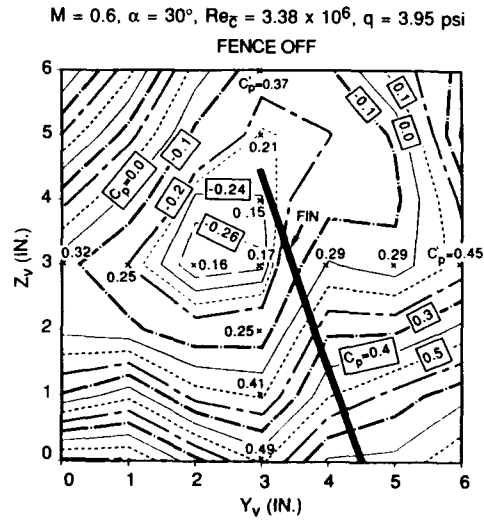 M = 0.6, α = 30°, Re_c̄ = 3.38 x 10⁶, q = 3.95 psi
FENCE OFF
6
5
4
3
2
1
0
Z_V (IN.)
C_p=0.37
-0.1
0.1
0.0
0.21
-0.1
C_p=0.0
-0.2
-0.24
0.15
FIN
-0.26
0.32
0.25
0.16
0.17
0.29
0.29
C_p=0.45
0.25
0.3
C_p=0.4
0.5
0.41
0.49
0 1 2 3 4 5 6
Y_V (IN.)